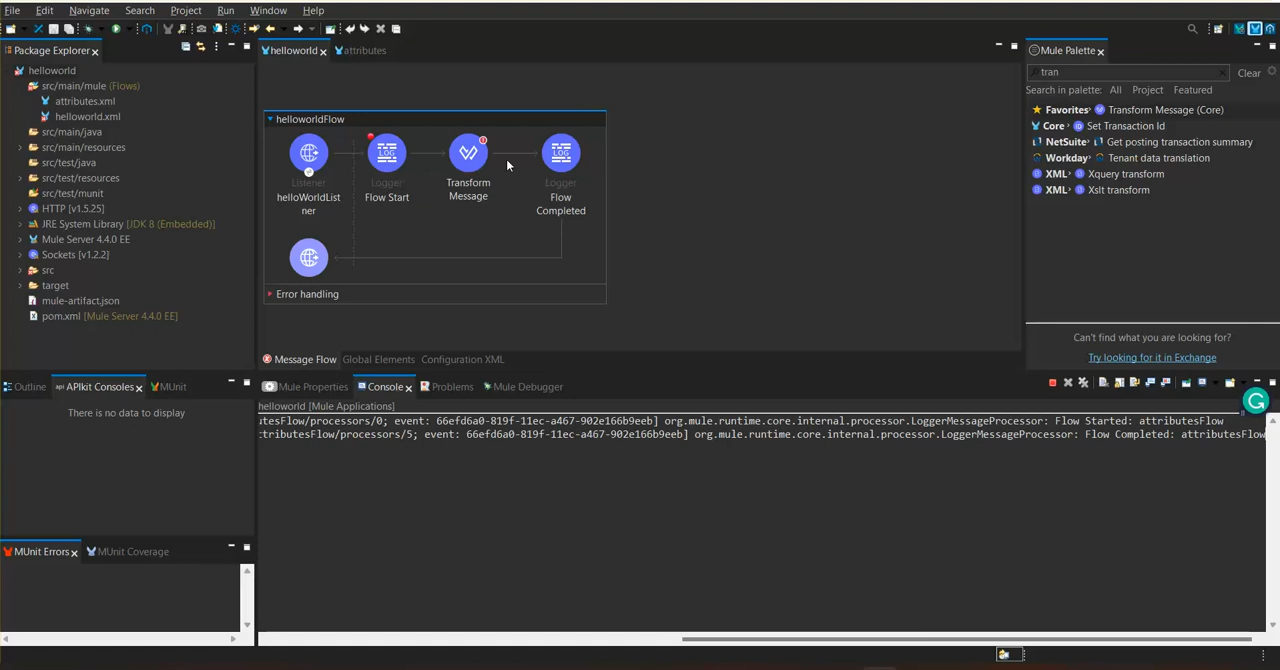 File Edit Navigate Search Project Run Window Help
Package Explorer
helloworld
src/main/mule (Flows)
attributes.xml
helloworld.xml
src/main/java
src/main/resources
src/test/java
src/test/resources
src/test/munit
HTTP [v1.5.25]
JRE System Library [JDK 8 (Embedded)]
Mule Server 4.4.0 EE
Sockets [v1.2.2]
src
target
mule-artifact.json
pom.xml [Mule Server 4.4.0 EE]
helloworld attributes
helloworldFlow
LOG LOG
Listener Logger Transform Logger
helloWorldList Flow Start Message Flow
ner Completed
Error handling
Message Flow Global Elements Configuration XML
Mule Palette
tran Clear
Search in palette: All Project Featured
Favorites Transform Message (Core)
Core Set Transaction Id
NetSuite Get posting transaction summary
Workday Tenant data translation
XML Xquery transform
XML Xslt transform
Can't find what you are looking for?
Try looking for it in Exchange
Outline api APIkit Consoles MUnit
There is no data to display
MUnit Errors MUnit Coverage
Mule Properties Console Problems Mule Debugger
helloworld [Mule Applications]
utesFlow/processors/0; event: 66efd6a0-819f-11ec-a467-902e166b9eeb] org.mule.runtime.core.internal.processor.LoggerMessageProcessor: Flow Started: attributesFlow
ttributesFlow/processors/5; event: 66efd6a0-819f-11ec-a467-902e166b9eeb] org.mule.runtime.core.internal.processor.LoggerMessageProcessor: Flow Completed: attributesFlow